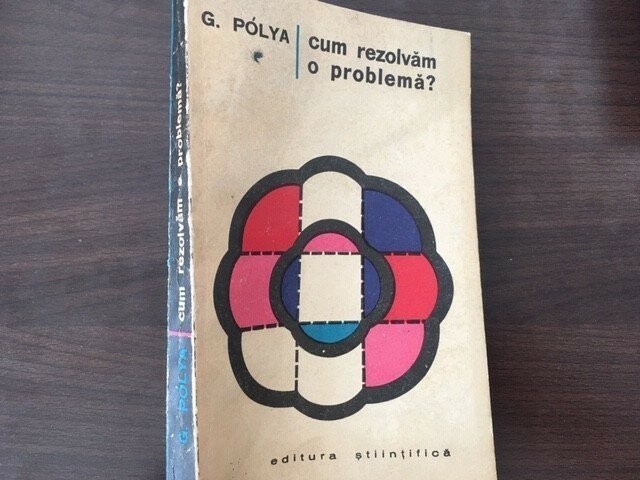 G. PÓLYA
cum rezolvăm
o problemă?
editura științifică
G. PÓLYA cum rezolvăm o problemă?